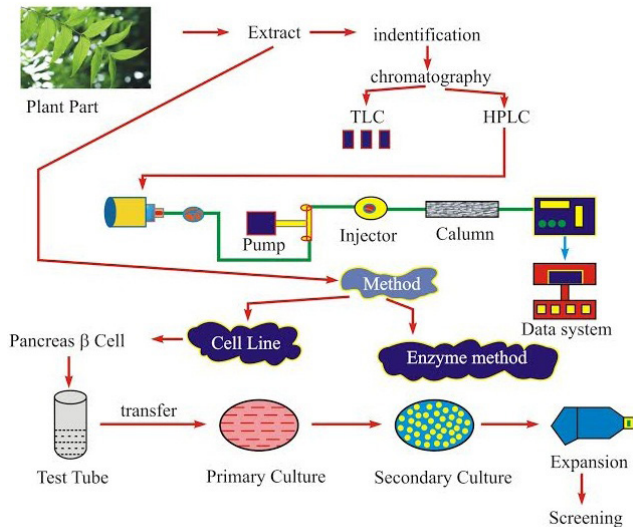 Plant Part
Extract
indentification
chromatography
TLC
HPLC
Pump
Injector
Calumn
Data system
Method
Cell Line
Enzyme method
Pancreas β Cell
Test Tube
transfer
Primary Culture
Secondary Culture
Expansion
Screening